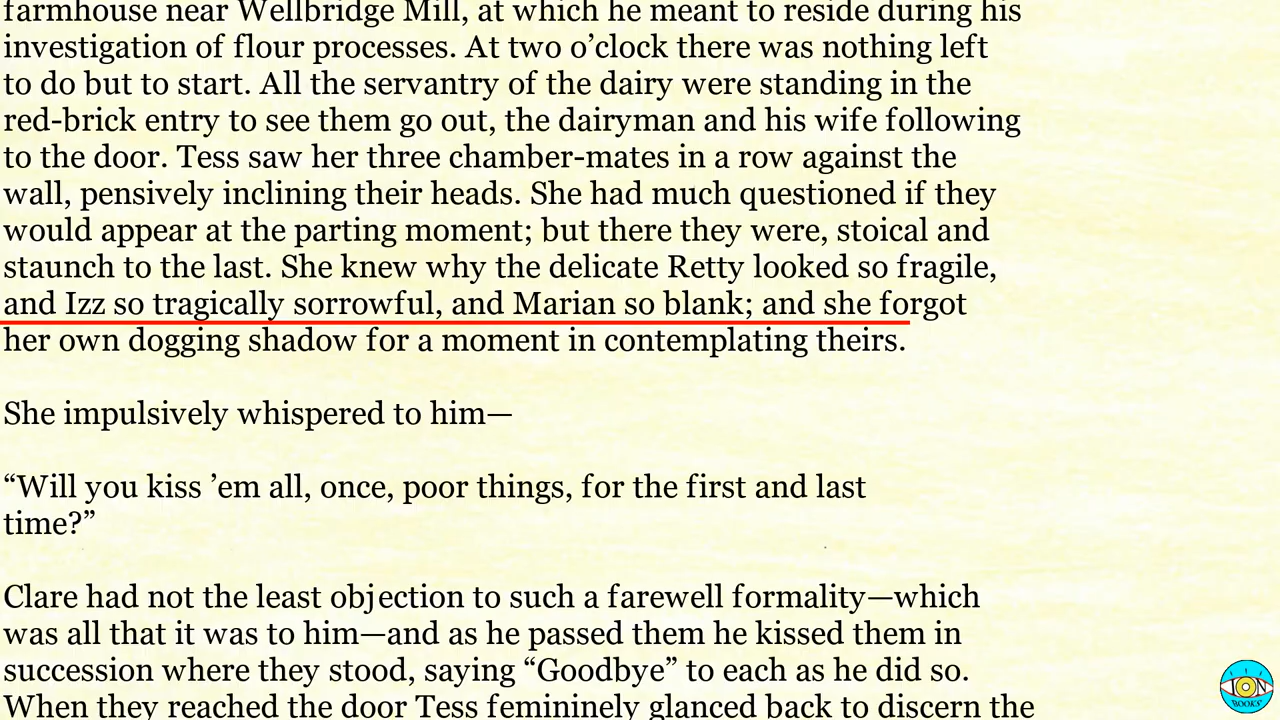 farmhouse near Wellbridge Mill, at which he meant to reside during his
investigation of flour processes. At two o’clock there was nothing left
to do but to start. All the servantry of the dairy were standing in the
red-brick entry to see them go out, the dairyman and his wife following
to the door. Tess saw her three chamber-mates in a row against the
wall, pensively inclining their heads. She had much questioned if they
would appear at the parting moment; but there they were, stoical and
staunch to the last. She knew why the delicate Retty looked so fragile,
and Izz so tragically sorrowful, and Marian so blank; and she forgot
her own dogging shadow for a moment in contemplating theirs.
She impulsively whispered to him—
“Will you kiss ’em all, once, poor things, for the first and last
time?”
Clare had not the least objection to such a farewell formality—which
was all that it was to him—and as he passed them he kissed them in
succession where they stood, saying “Goodbye” to each as he did so.
When they reached the door Tess femininely glanced back to discern the
ION
BOOKS